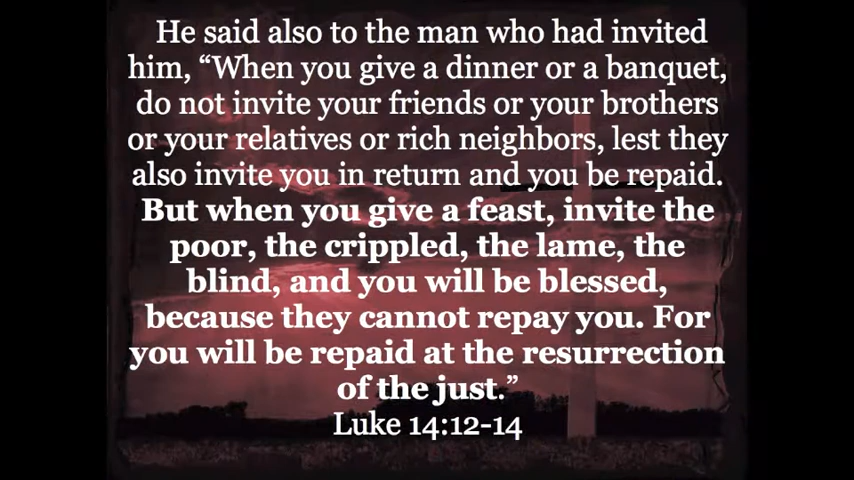 He said also to the man who had invited
him, “When you give a dinner or a banquet,
do not invite your friends or your brothers
or your relatives or rich neighbors, lest they
also invite you in return and you be repaid.
But when you give a feast, invite the
poor, the crippled, the lame, the
blind, and you will be blessed,
because they cannot repay you. For
you will be repaid at the resurrection
of the just.”
Luke 14:12-14